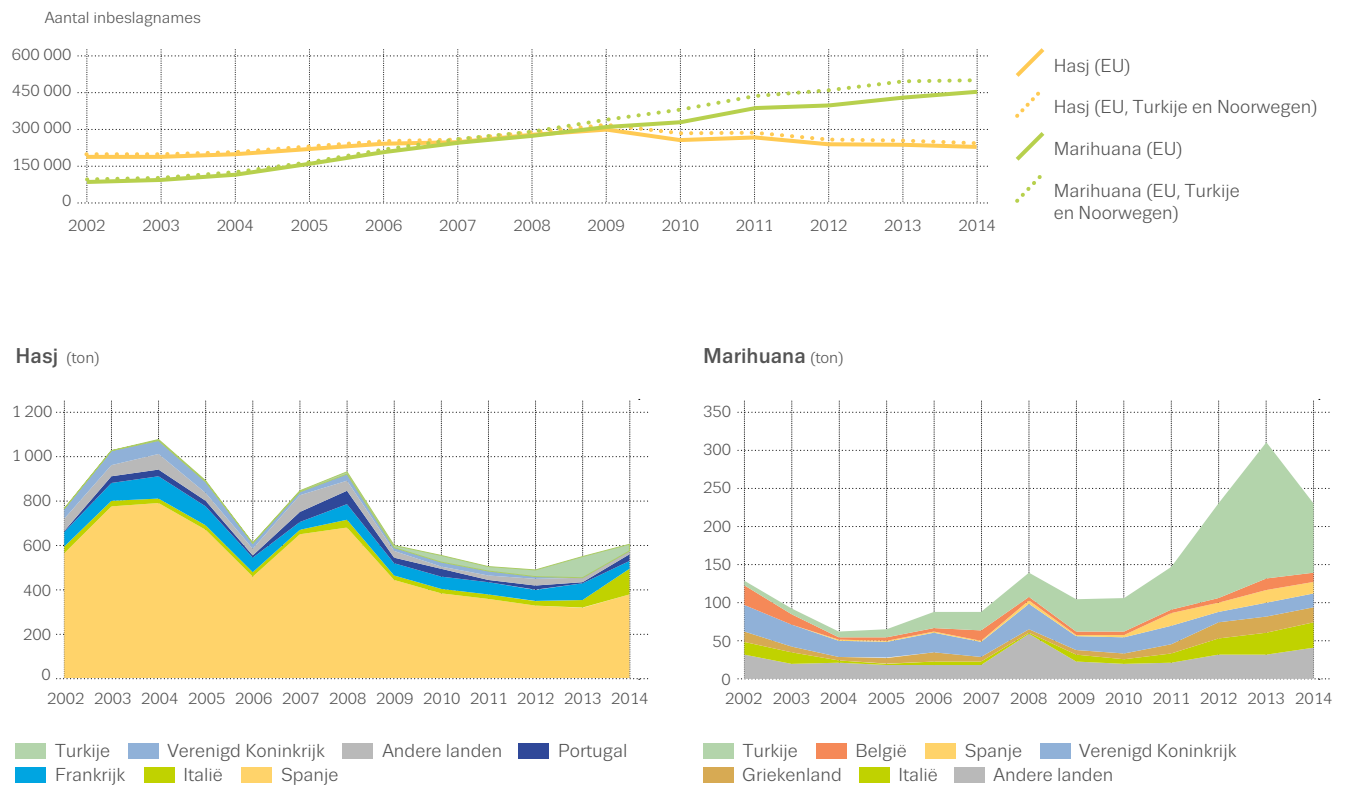 Aantal inbeslagnames
600 000
450 000
300 000
150 000
0
2002 2003 2004 2005 2006 2007 2008 2009 2010 2011 2012 2013 2014
Hasj (EU)
Hasj (EU, Turkije en Noorwegen)
Marihuana (EU)
Marihuana (EU, Turkije
en Noorwegen)
Hasj (ton)
1 200
1 000
800
600
400
200
0
2002 2003 2004 2005 2006 2007 2008 2009 2010 2011 2012 2013 2014
Turkije Verenigd Koninkrijk Andere landen Portugal
Frankrijk Italië Spanje
Marihuana (ton)
350
300
250
200
150
100
50
0
2002 2003 2004 2005 2006 2007 2008 2009 2010 2011 2012 2013 2014
Turkije België Spanje Verenigd Koninkrijk
Griekenland Italië Andere landen